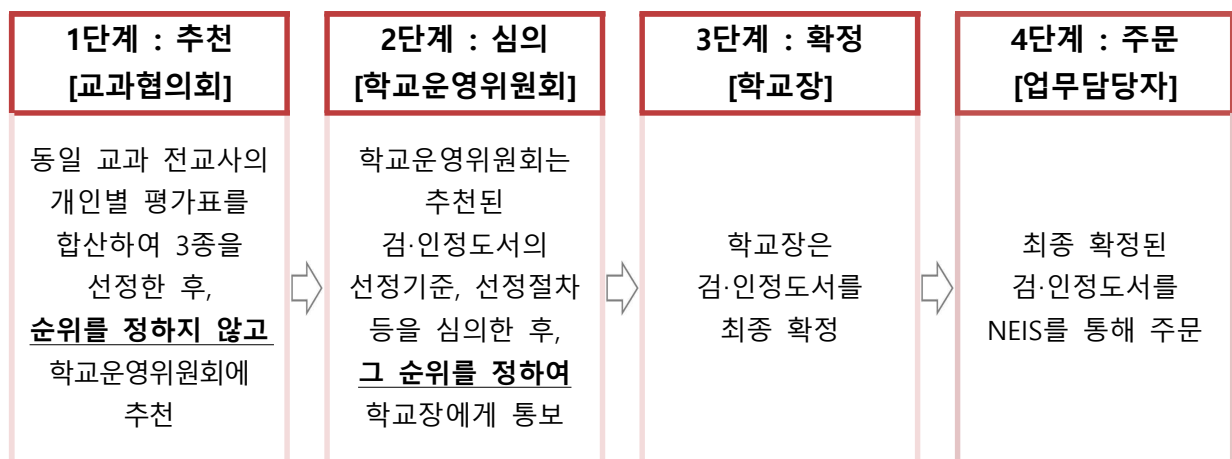 1단계 : 추천
[교과협의회]
동일 교과 전교사의
개인별 평가표를
합산하여 3종을
선정한 후,
순위를 정하지 않고
학교운영위원회에
추천
2단계 : 심의
[학교운영위원회]
학교운영위원회는
추천된
검·인정도서의
선정기준, 선정절차
등을 심의한 후,
그 순위를 정하여
학교장에게 통보
3단계 : 확정
[학교장]
학교장은
검·인정도서를
최종 확정
4단계 : 주문
[업무담당자]
최종 확정된
검·인정도서를
NEIS를 통해 주문